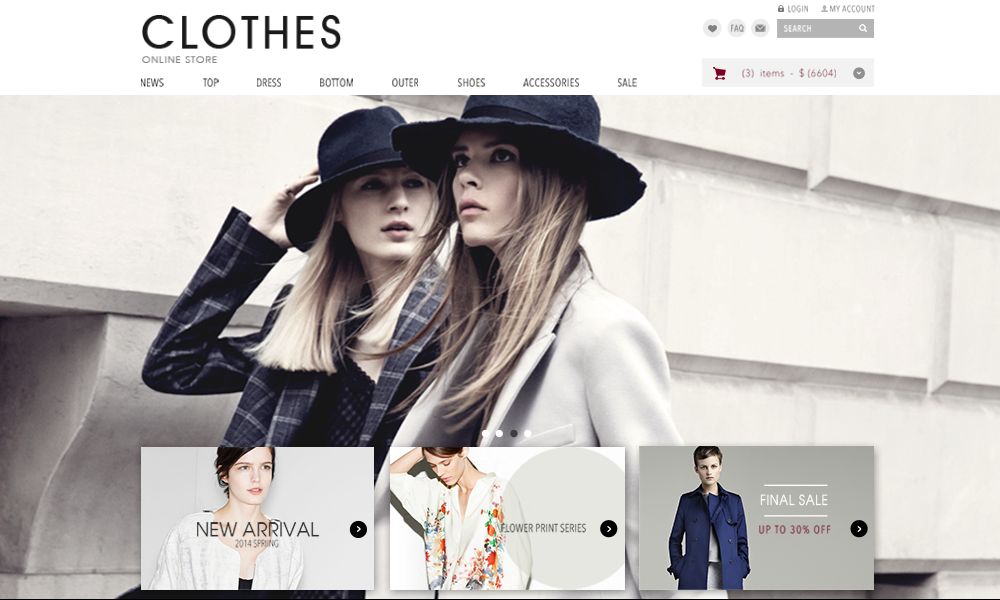 LOGIN
MY ACCOUNT
CLOTHES
ONLINE STORE
FAQ
SEARCH
(3) items - $ (6604)
NEWS
TOP
DRESS
BOTTOM
OUTER
SHOES
ACCESSORIES
SALE
NEW ARRIVAL
2014 SPRIING
FLOWER PRINT SERIES
FINAL SALE
UP TO 30% OFF